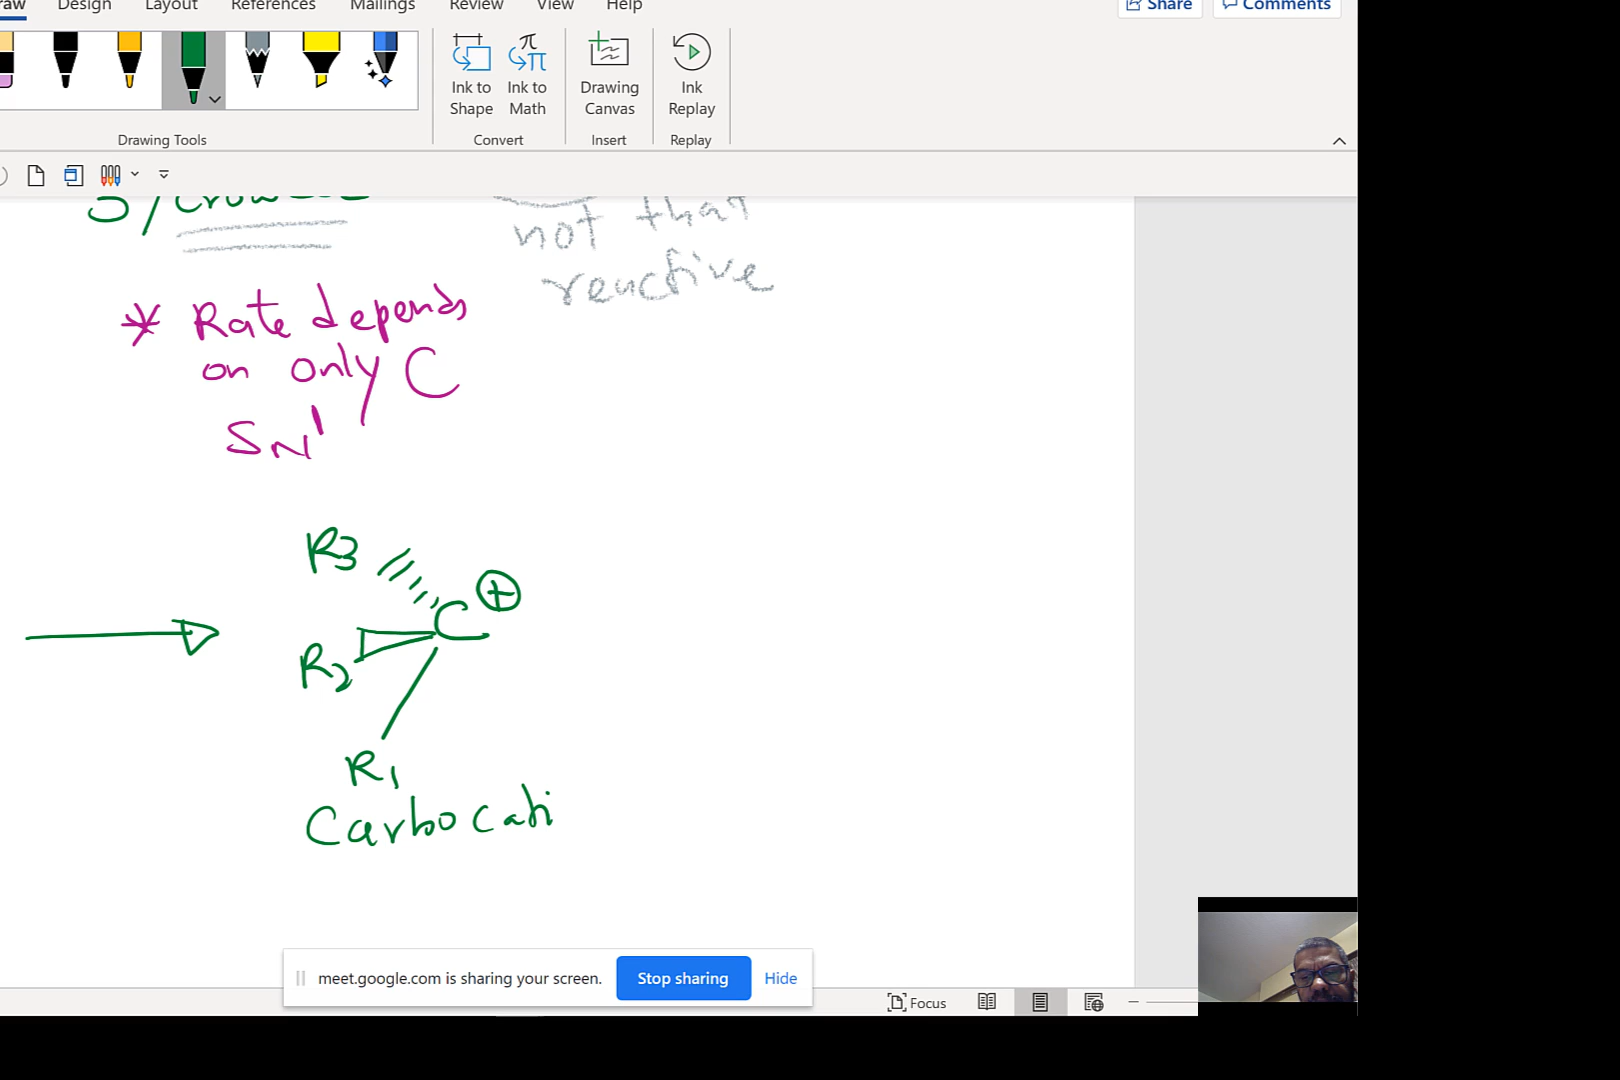 Draw Design Layout References Mailings Review View Help Share Comments
Ink to Shape Ink to Math Drawing Canvas Ink Replay
Drawing Tools Convert Insert Replay
not that
reactive
* Rate depends
on only C
SN1
R3
C +
R2
R1
Carbocati
meet.google.com is sharing your screen. Stop sharing Hide
Focus